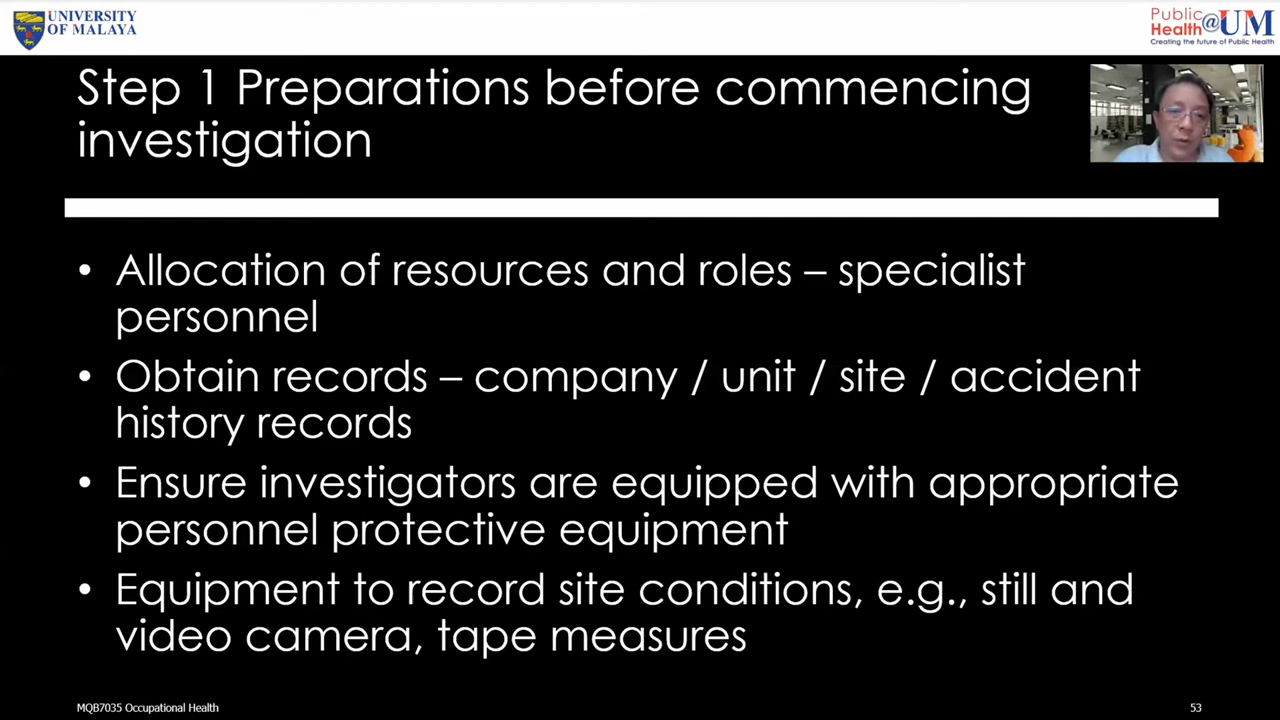 UNIVERSITY
OF MALAYA
Public
Health@UM
Creating the future of Public Health
Step 1 Preparations before commencing
investigation
• Allocation of resources and roles – specialist
personnel
• Obtain records – company / unit / site / accident
history records
• Ensure investigators are equipped with appropriate
personnel protective equipment
• Equipment to record site conditions, e.g., still and
video camera, tape measures
MQB7035 Occupational Health
53